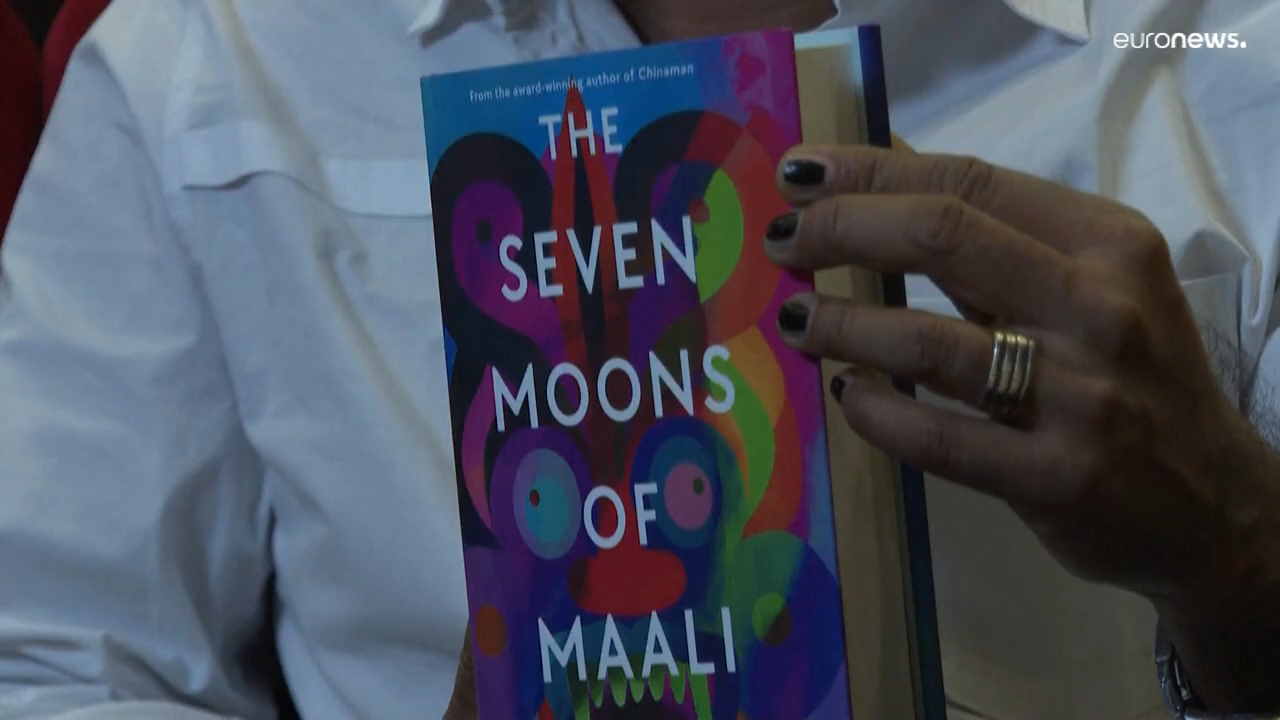 euronews.
From the award-winning author of Chinaman
THE
SEVEN
MOONS
OF
MAALI